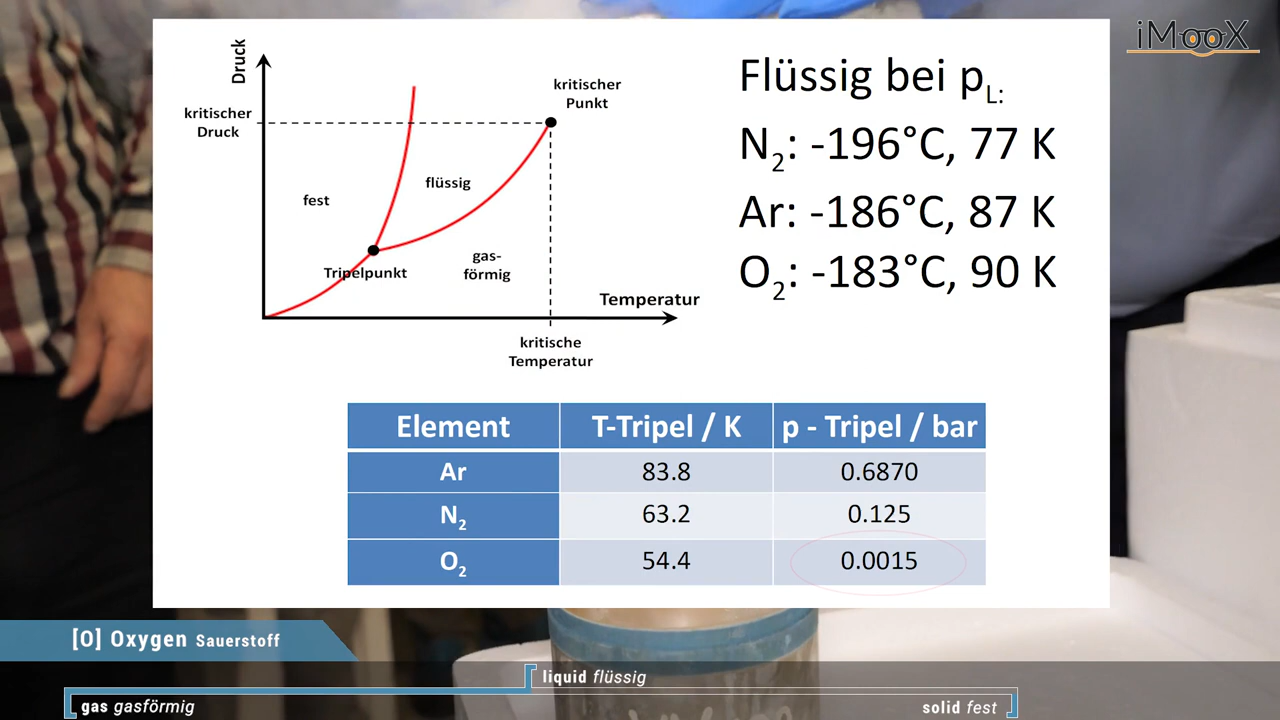 iMooX
Druck
kritischer
Druck
kritischer
Punkt
fest
flüssig
gas-
förmig
Tripelpunkt
Temperatur
kritische
Temperatur
Flüssig bei pL:
N2: -196°C, 77 K
Ar: -186°C, 87 K
O2: -183°C, 90 K
Element T-Tripel / K p - Tripel / bar
Ar 83.8 0.6870
N2 63.2 0.125
O2 54.4 0.0015
[O] Oxygen Sauerstoff
liquid flüssig
gas gasförmig
solid fest